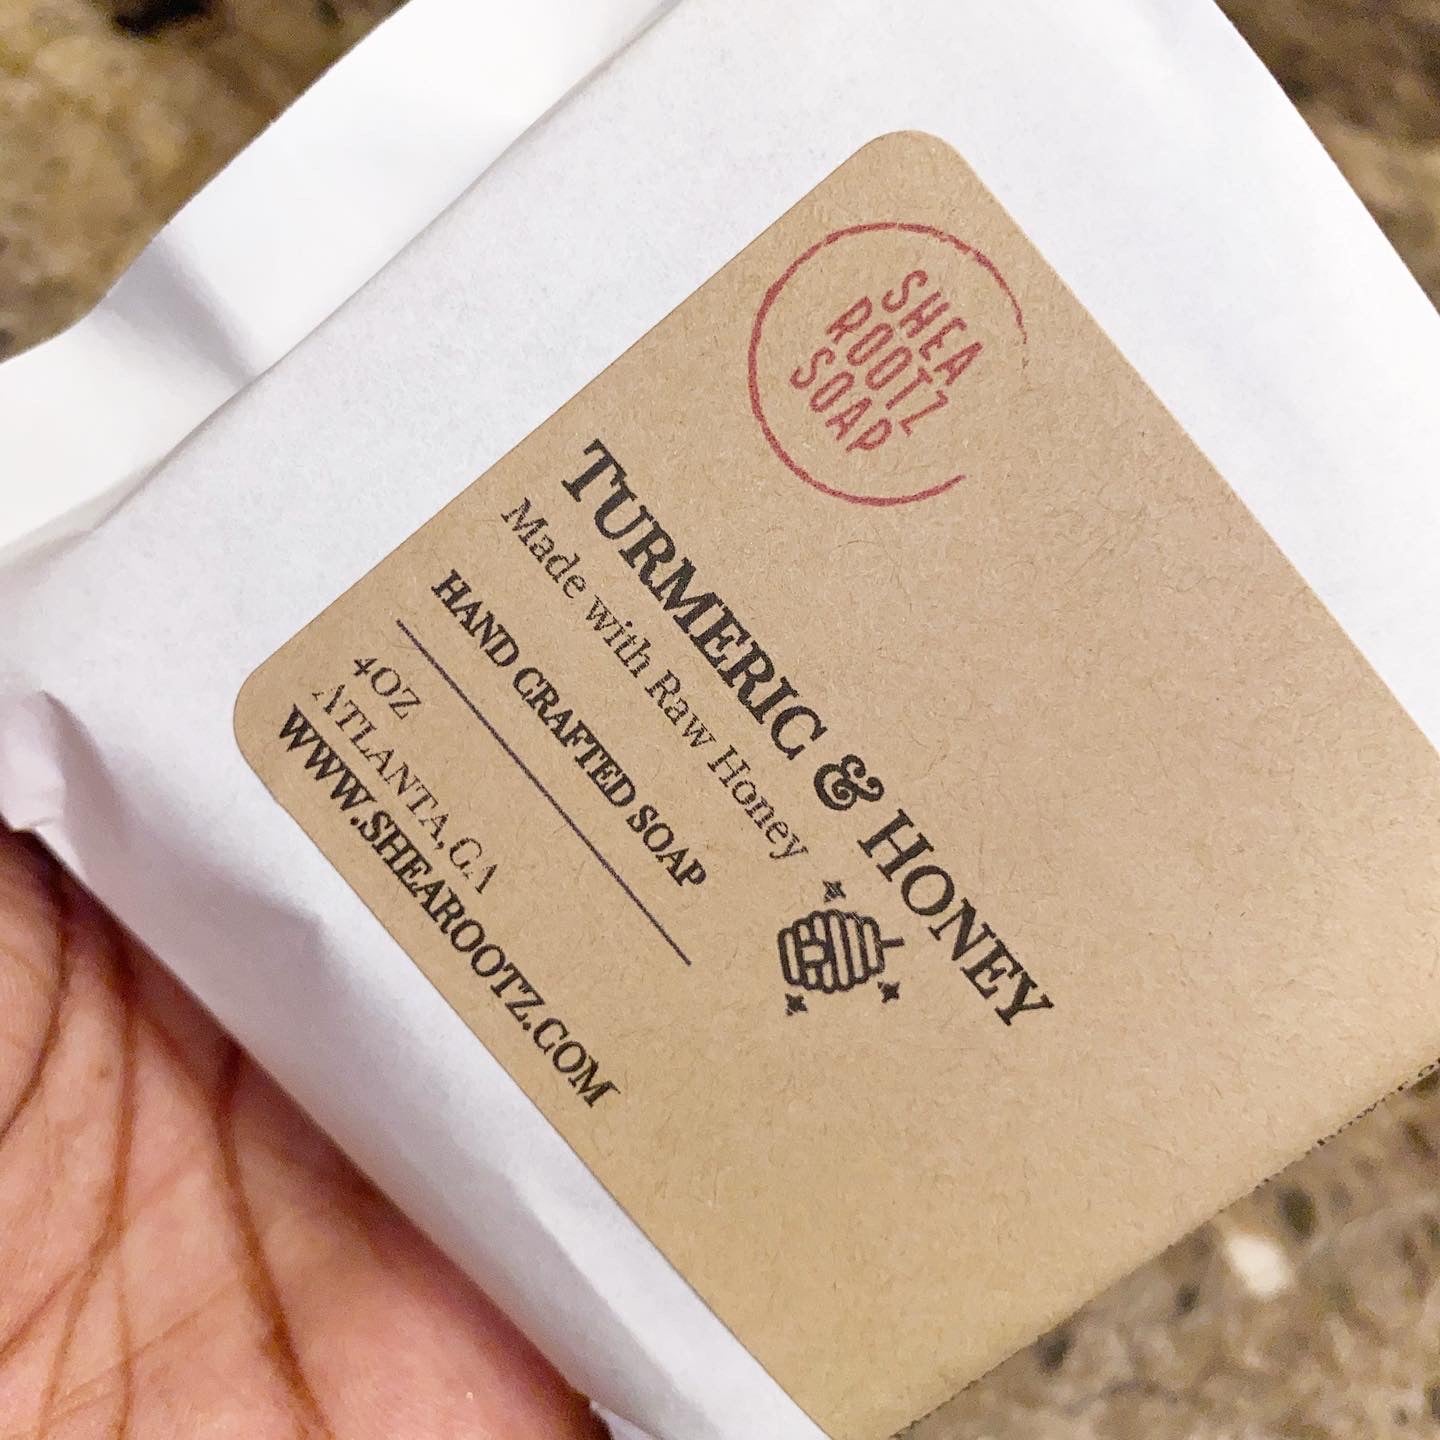 SHEA
ROOTZ
SOAP
TURMERIC & HONEY
Made with Raw Honey
HAND CRAFTED SOAP
4OZ
ATLANTA,GA
WWW.SHEAROOTZ.COM